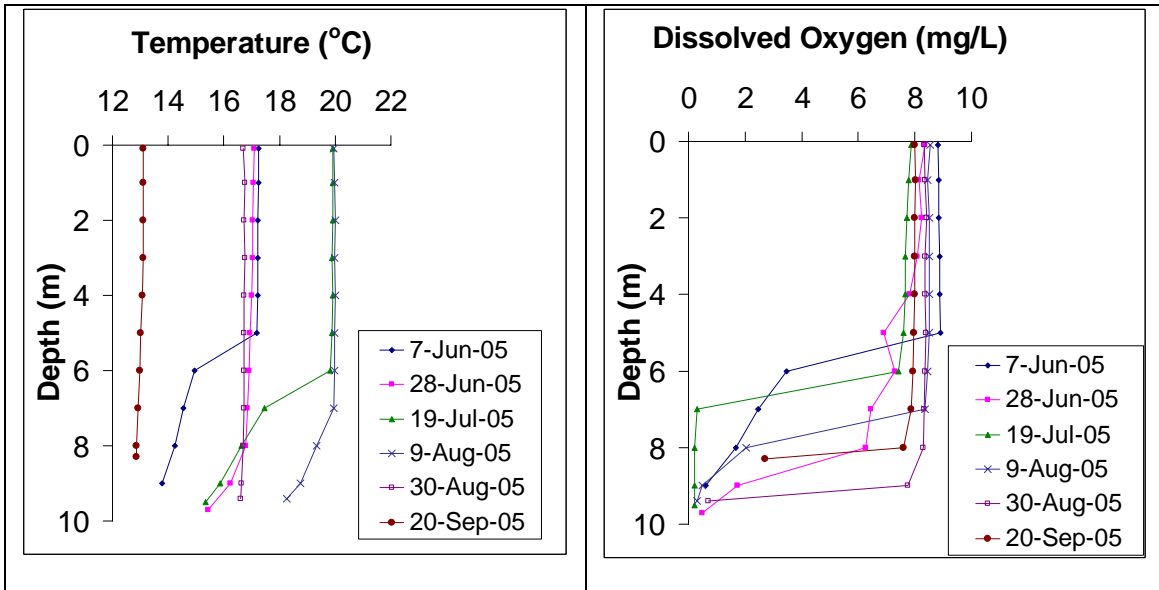 Temperature (°C)
12 14 16 18 20 22
0
2
4
6
8
10
Depth (m)
7-Jun-05
28-Jun-05
19-Jul-05
9-Aug-05
30-Aug-05
20-Sep-05
Dissolved Oxygen (mg/L)
0 2 4 6 8 10
0
2
4
6
8
10
Depth (m)
7-Jun-05
28-Jun-05
19-Jul-05
9-Aug-05
30-Aug-05
20-Sep-05